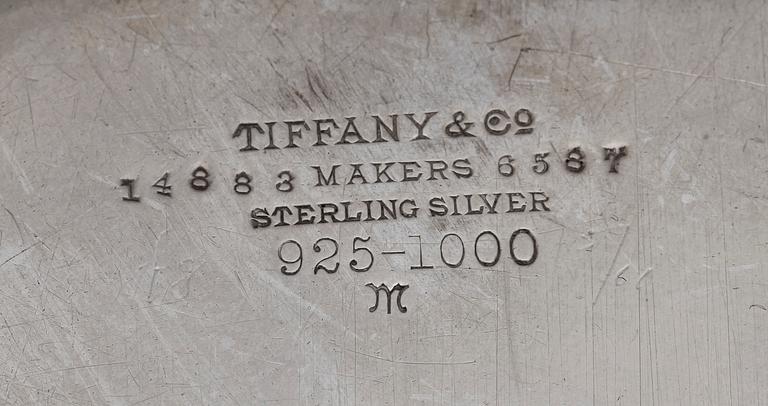 TIFFANY & Co
14883 MAKERS 6587
STERLING SILVER
925-1000
M